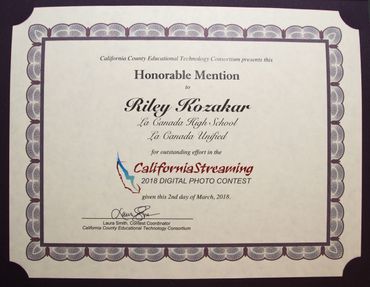 California County Educational Technology Consortium presents this
Honorable Mention
to
Riley Kozakar
La Canada High School
La Canada Unified
for outstanding effort in the
CaliforniaStreaming
2018 DIGITAL PHOTO CONTEST
given this 2nd day of March, 2018.
Laura Smith, Contest Coordinator
California County Educational Technology Consortium